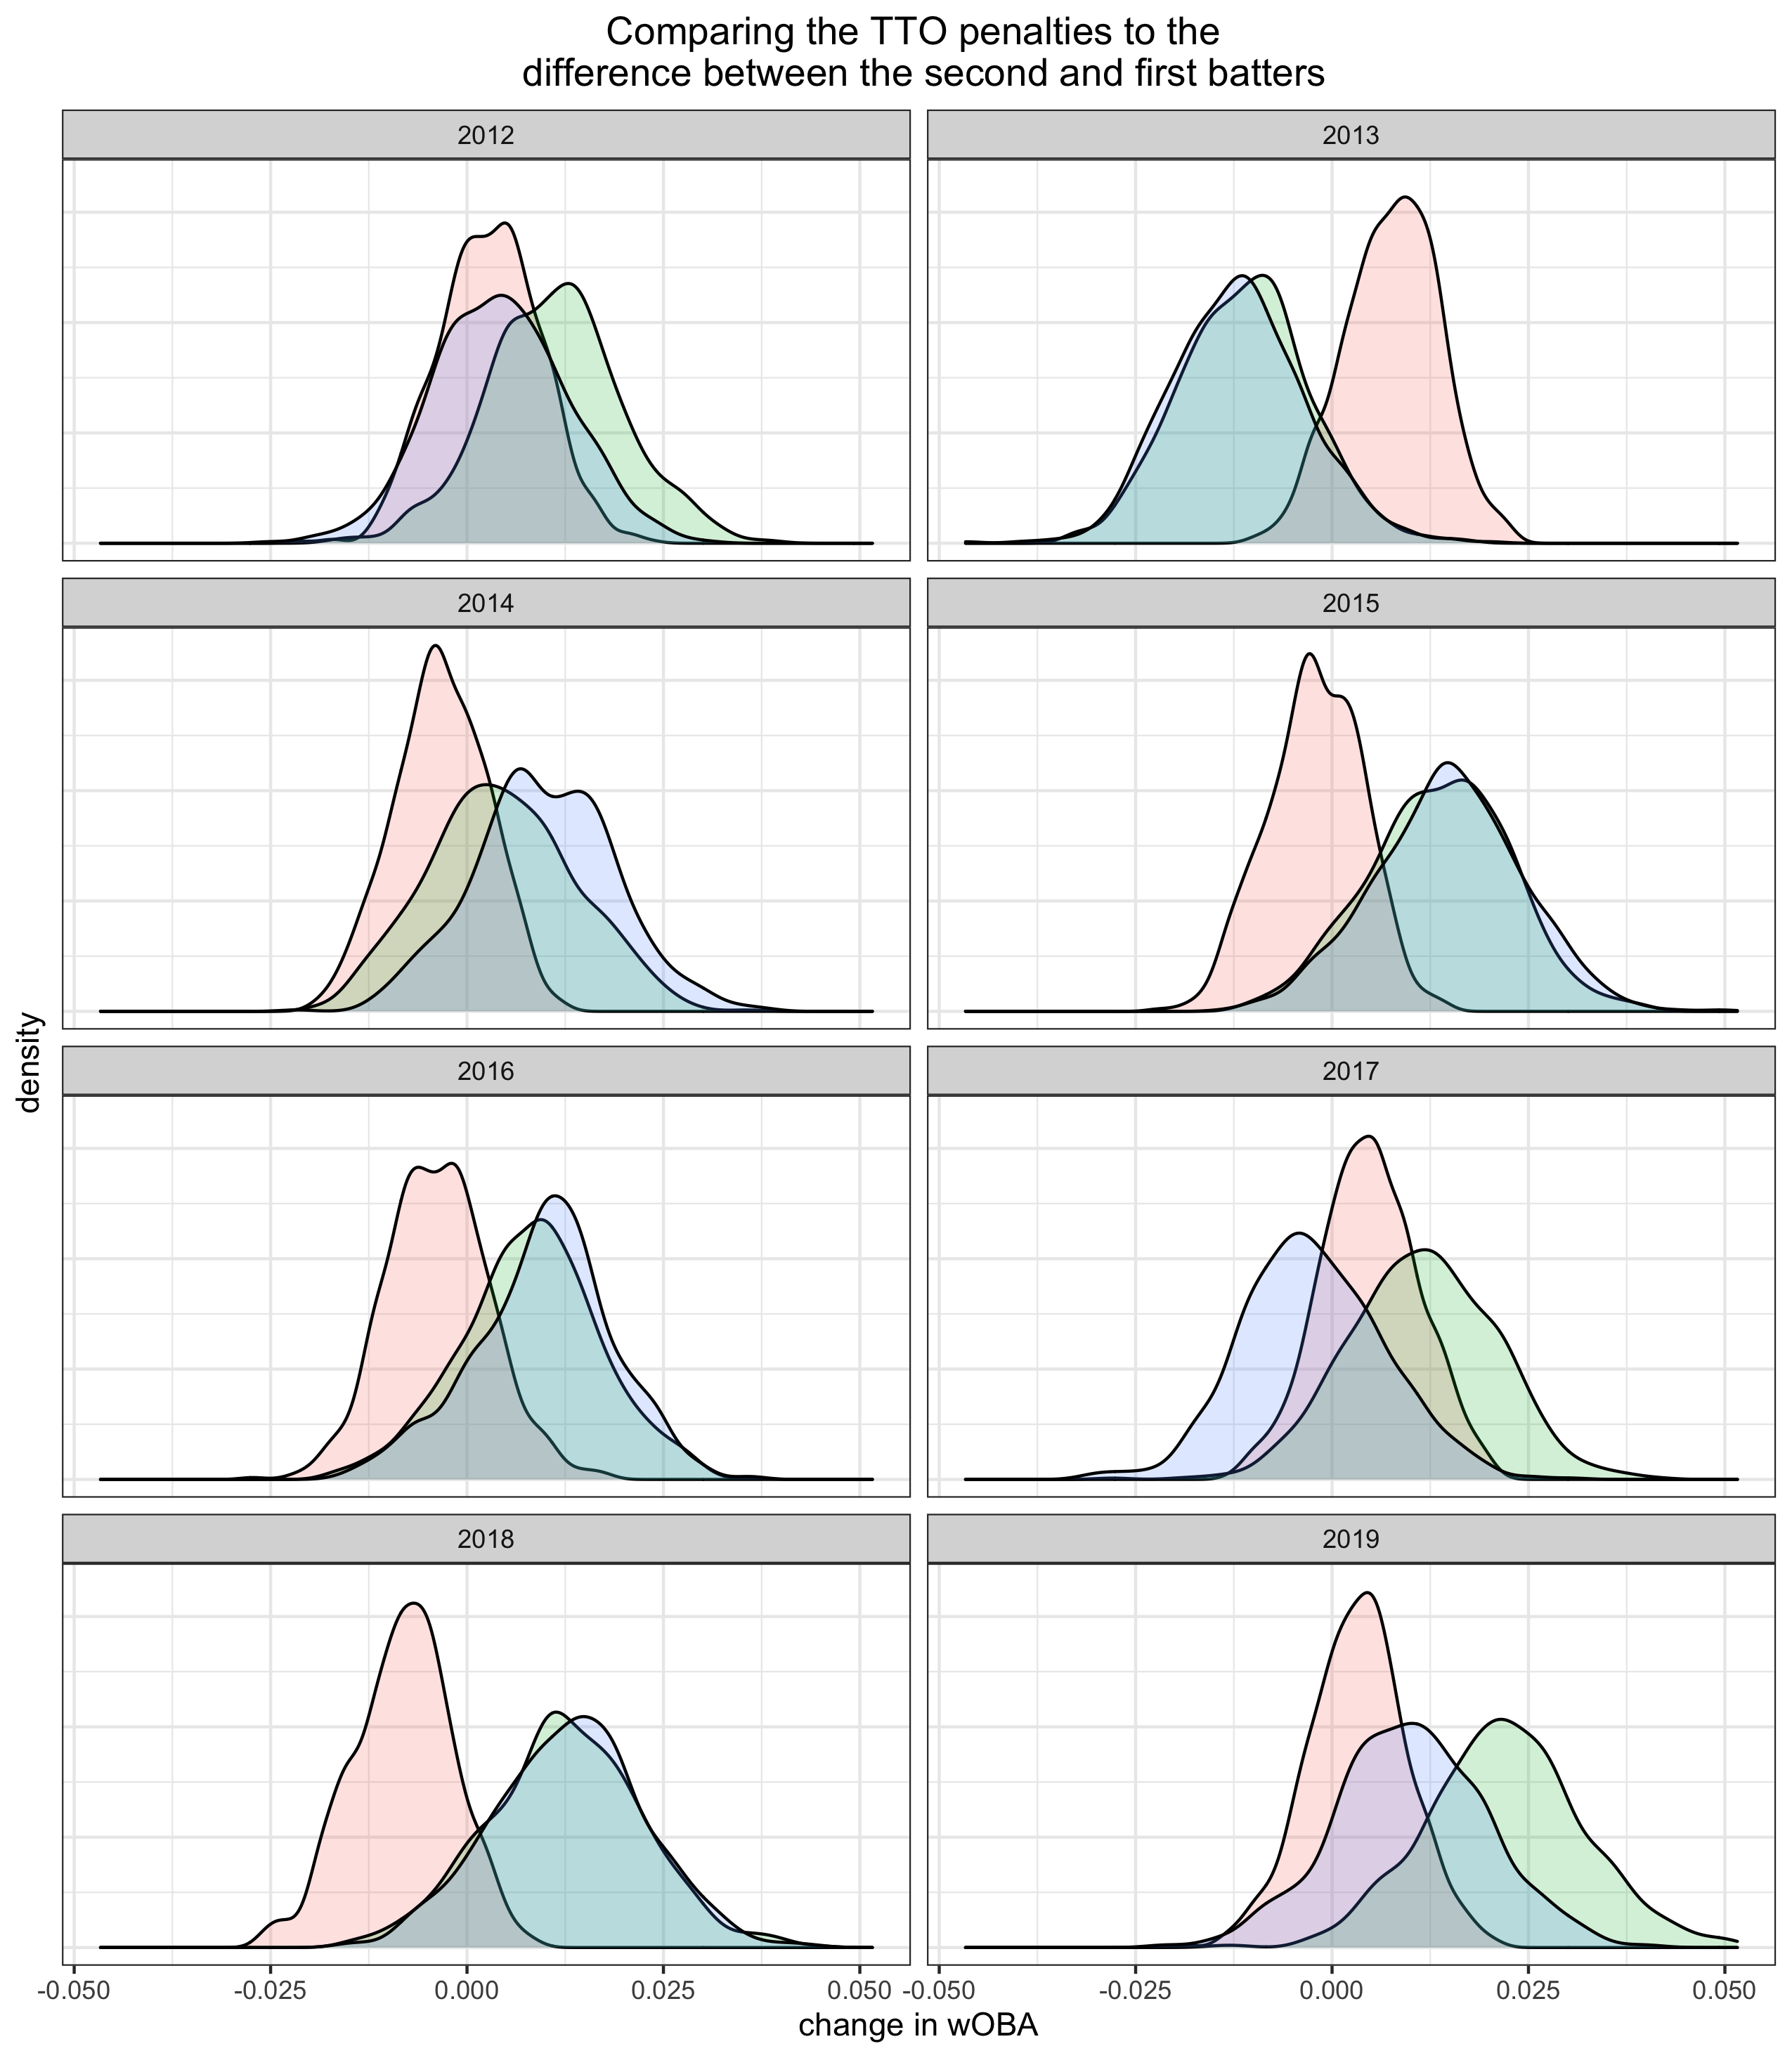 Comparing the TTO penalties to the
difference between the second and first batters
2012
2013
2014
2015
2016
2017
2018
2019
density
-0.050 -0.025 0.000 0.025 0.050 -0.050 -0.025 0.000 0.025 0.050
change in wOBA